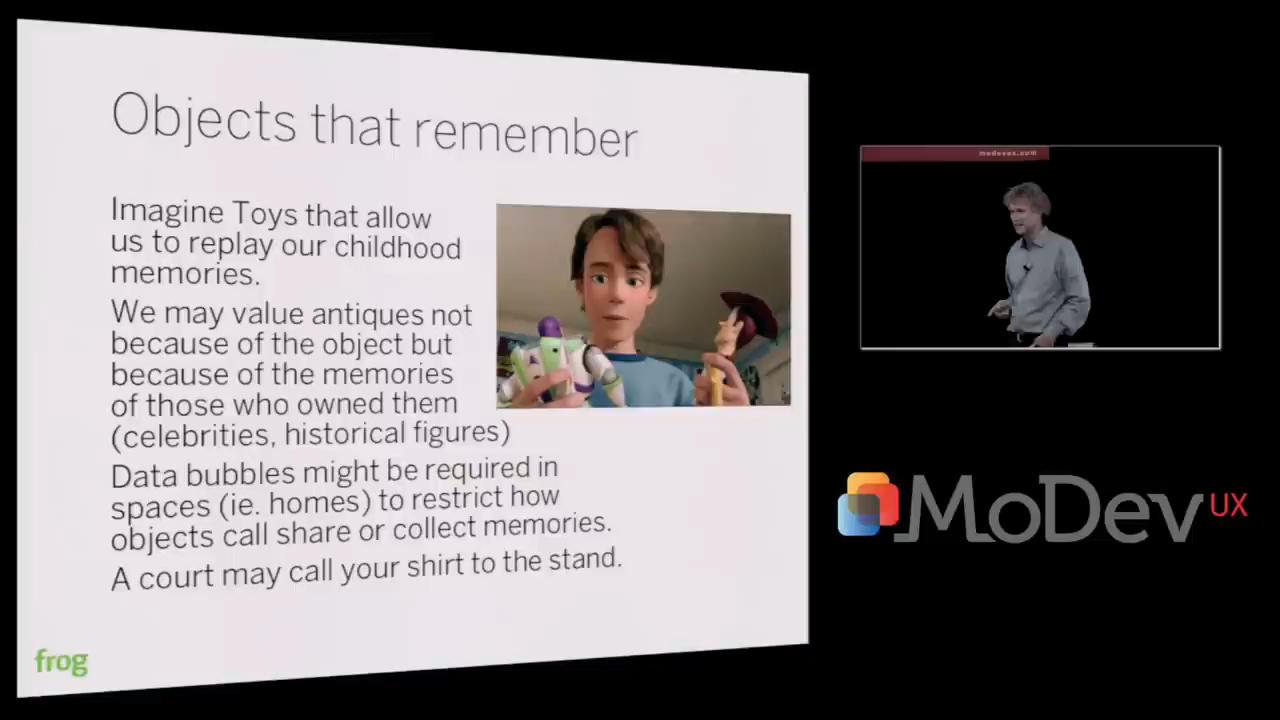 Objects that remember
Imagine Toys that allow
us to replay our childhood
memories.
We may value antiques not
because of the object but
because of the memories
of those who owned them
(celebrities, historical figures)
Data bubbles might be required in
spaces (ie. homes) to restrict how
objects call share or collect memories.
A court may call your shirt to the stand.
frog
modevux.com
MoDev UX